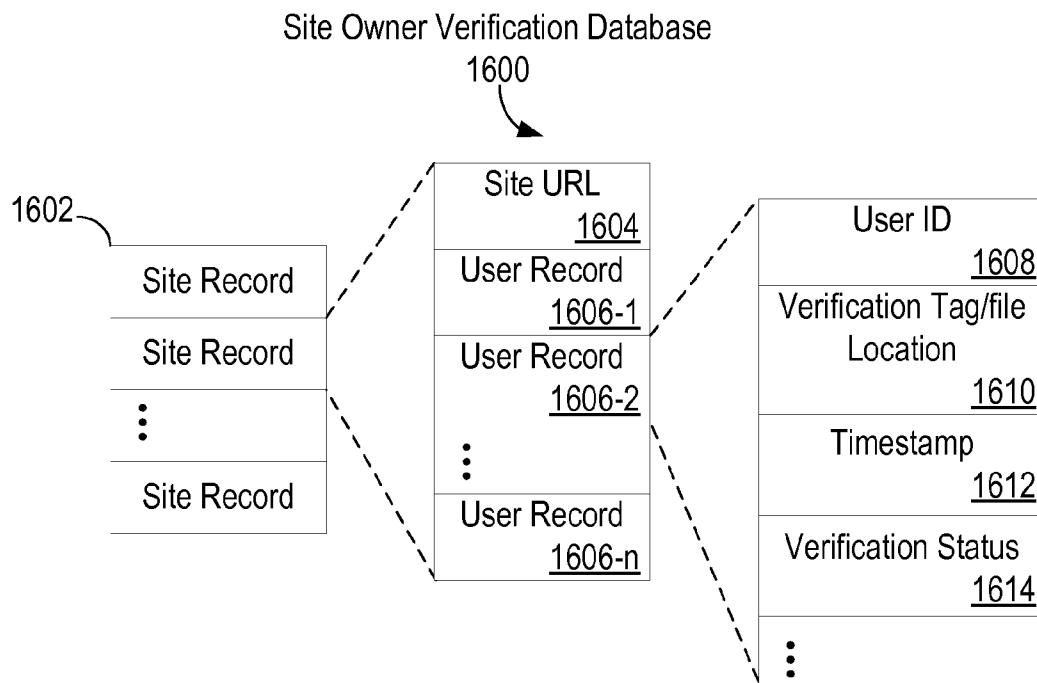 Site Owner Verification Database
1600
1602
Site Record
Site Record
Site Record
Site URL
1604
User Record
1606-1
User Record
1606-2
User Record
1606-n
User ID
1608
Verification Tag/file
Location
1610
Timestamp
1612
Verification Status
1614